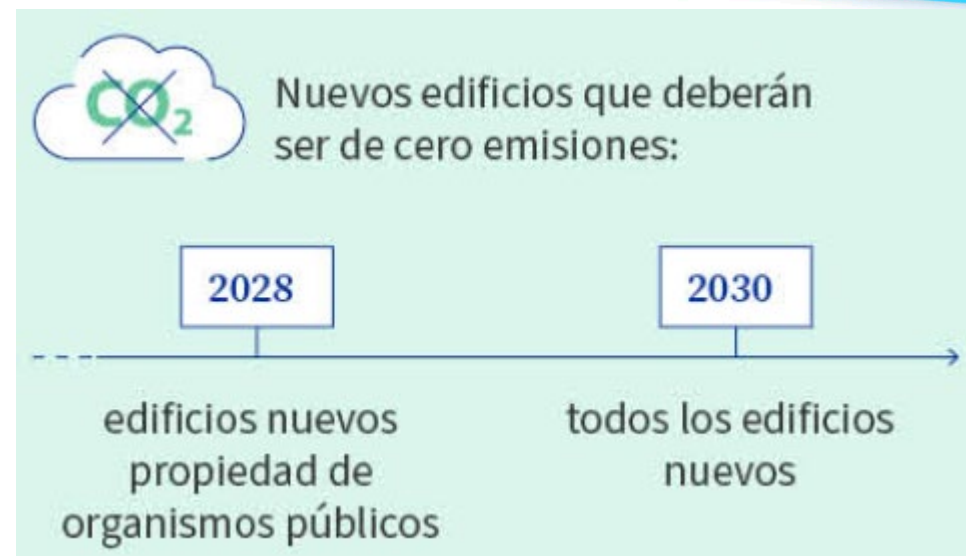 CO₂
Nuevos edificios que deberán
ser de cero emisiones:
2028
2030
edificios nuevos
propiedad de
organismos públicos
todos los edificios
nuevos